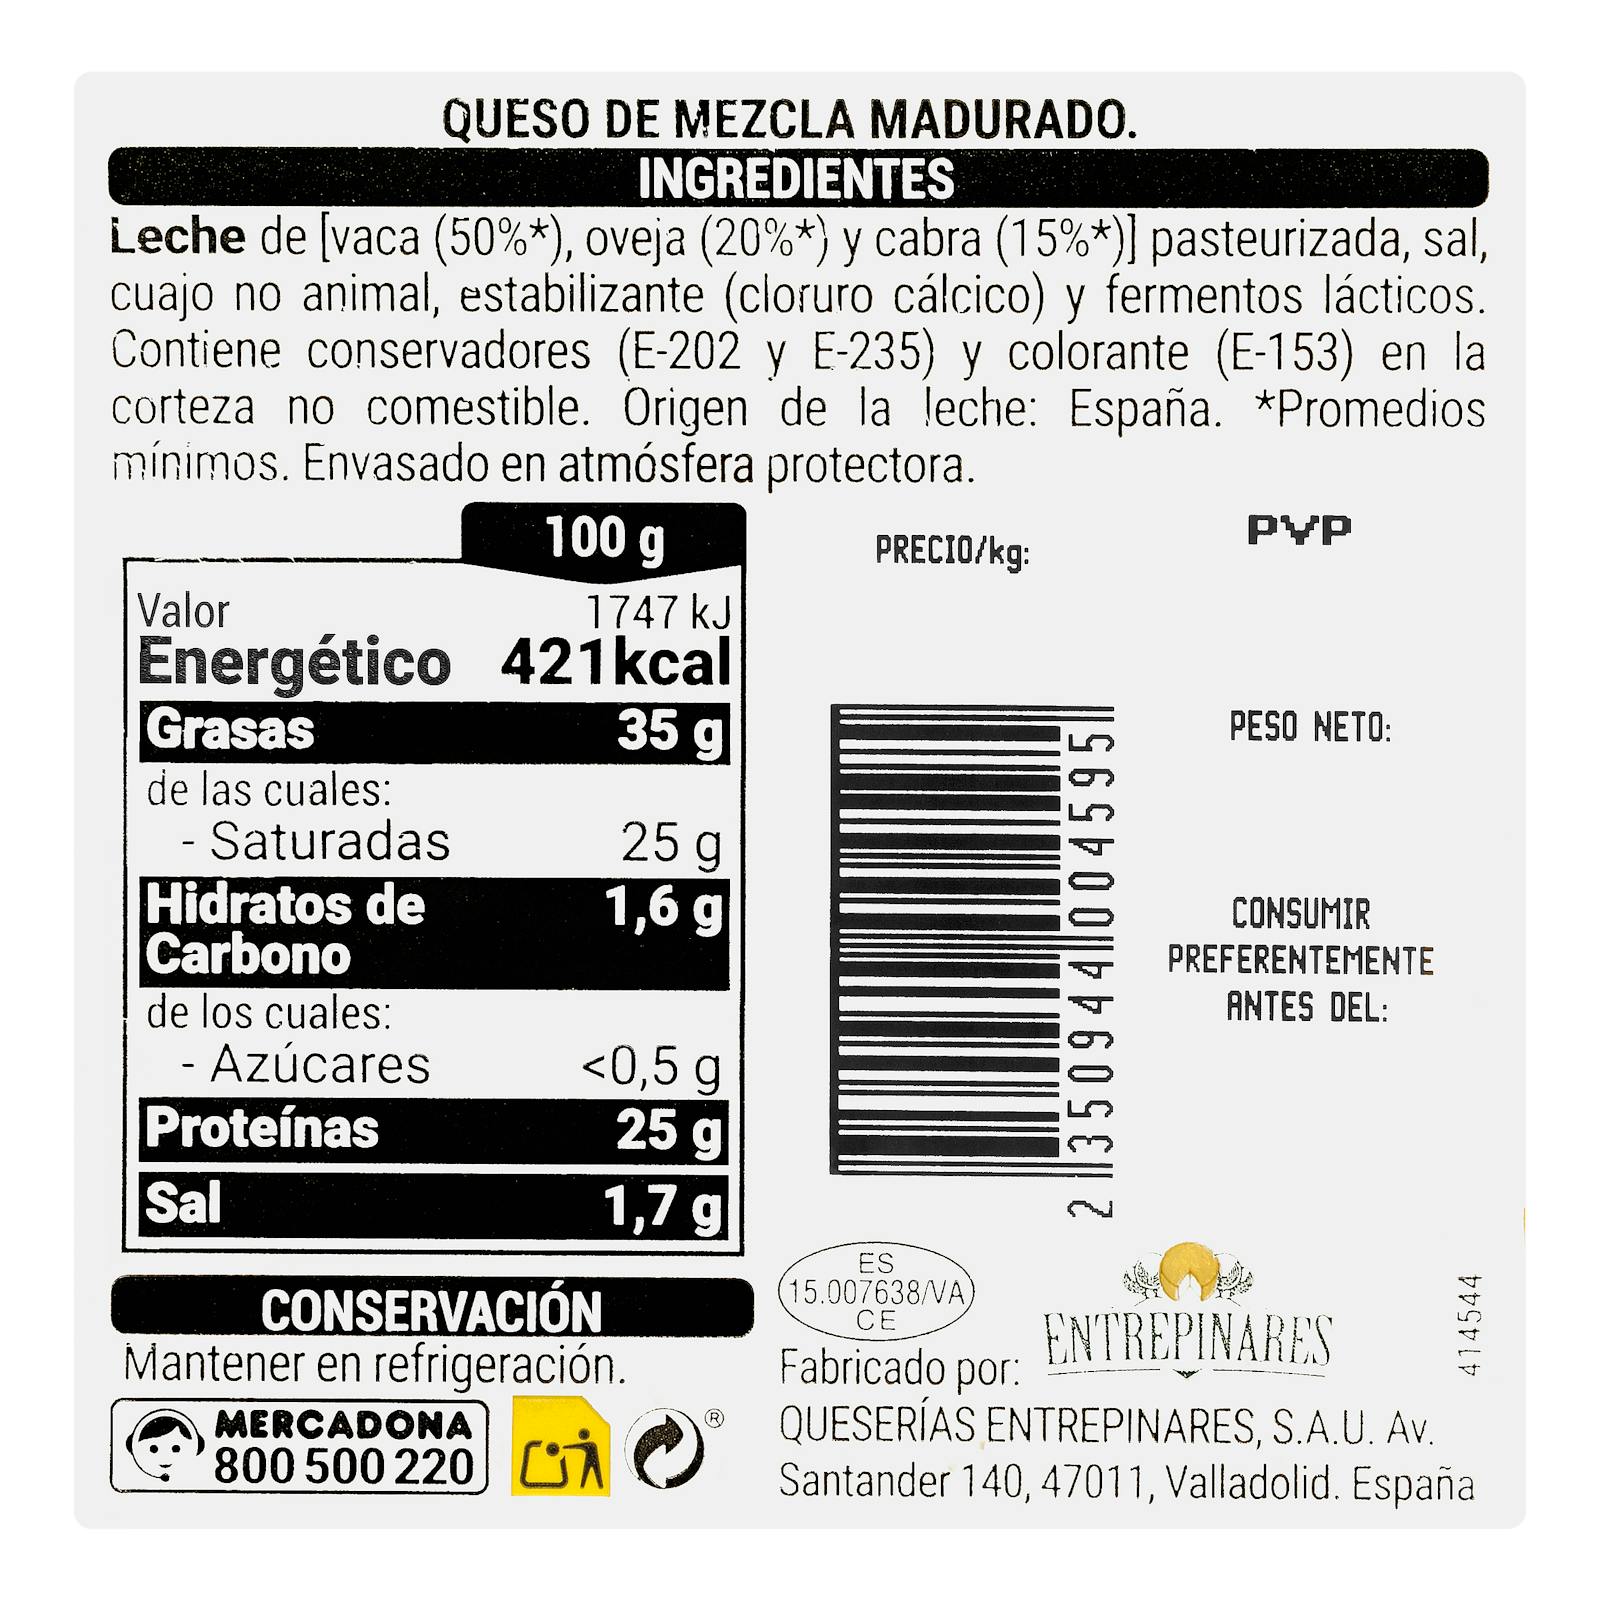 QUESO DE MEZCLA MADURADO.
INGREDIENTES
Leche de [vaca (50%*), oveja (20%*) y cabra (15%*)] pasteurizada, sal,
cuajo no animal, estabilizante (cloruro cálcico) y fermentos lácticos.
Contiene conservadores (E-202 y E-235) y colorante (E-153) en la
corteza no comestible. Origen de la leche: España. *Promedios
mínimos. Envasado en atmósfera protectora.
100 g
Valor 1747 kJ
Energético 421kcal
Grasas 35 g
de las cuales:
- Saturadas 25 g
Hidratos de 1,6 g
Carbono
de los cuales:
- Azúcares <0,5 g
Proteínas 25 g
Sal 1,7 g
CONSERVACIÓN
Mantener en refrigeración.
MERCADONA
800 500 220
®
PRECIO/kg:
PVP
PESO NETO:
2350944004595
CONSUMIR
PREFERENTEMENTE
ANTES DEL:
ES
15.007638/VA
CE
Fabricado por: ENTREPINARES
QUESERÍAS ENTREPINARES, S.A.U. Av.
Santander 140, 47011, Valladolid. España
414544